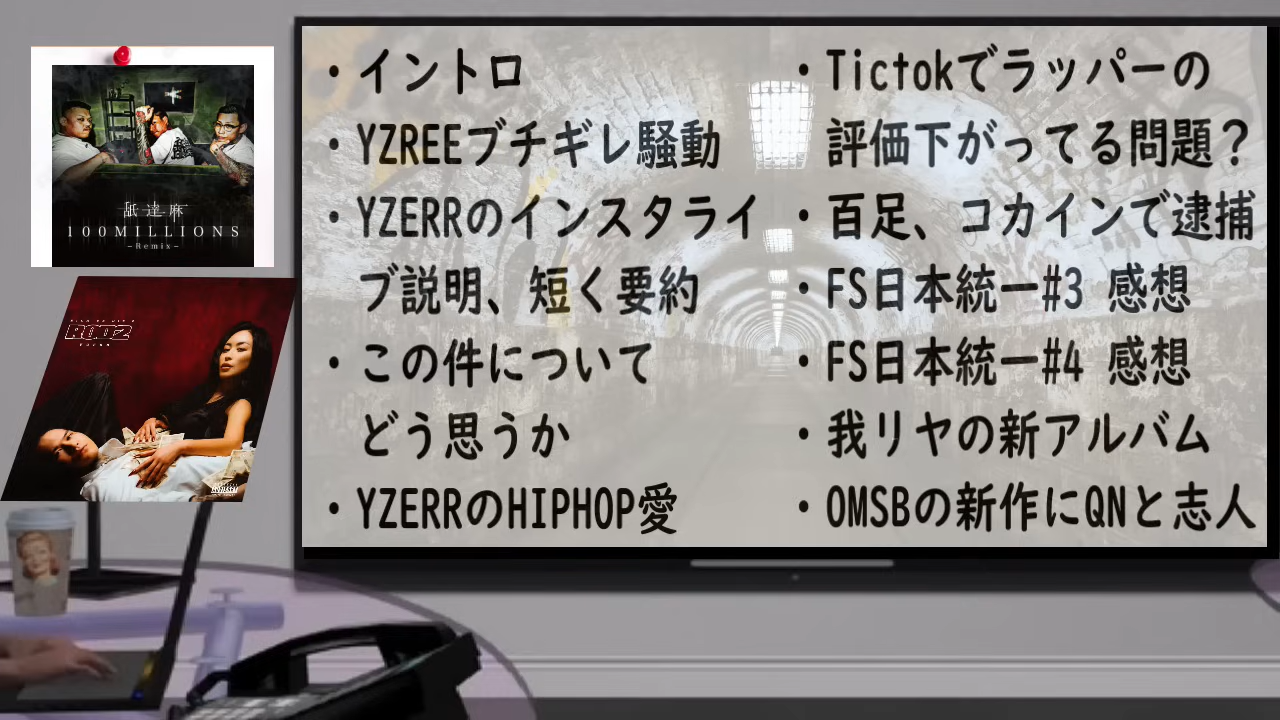 ・イントロ
・YZREEブチギレ騒動
・YZERRのインスタライ
ブ説明、短く要約
・この件について
どう思うか
・YZERRのHIPHOP愛
・Tictokでラッパーの
評価下がってる問題？
・百足、コカインで逮捕
・FS日本統一#3 感想
・FS日本統一#4 感想
・我リヤの新アルバム
・OMSBの新作にQNと志人
舐達麻
100MILLIONS
-Remix-